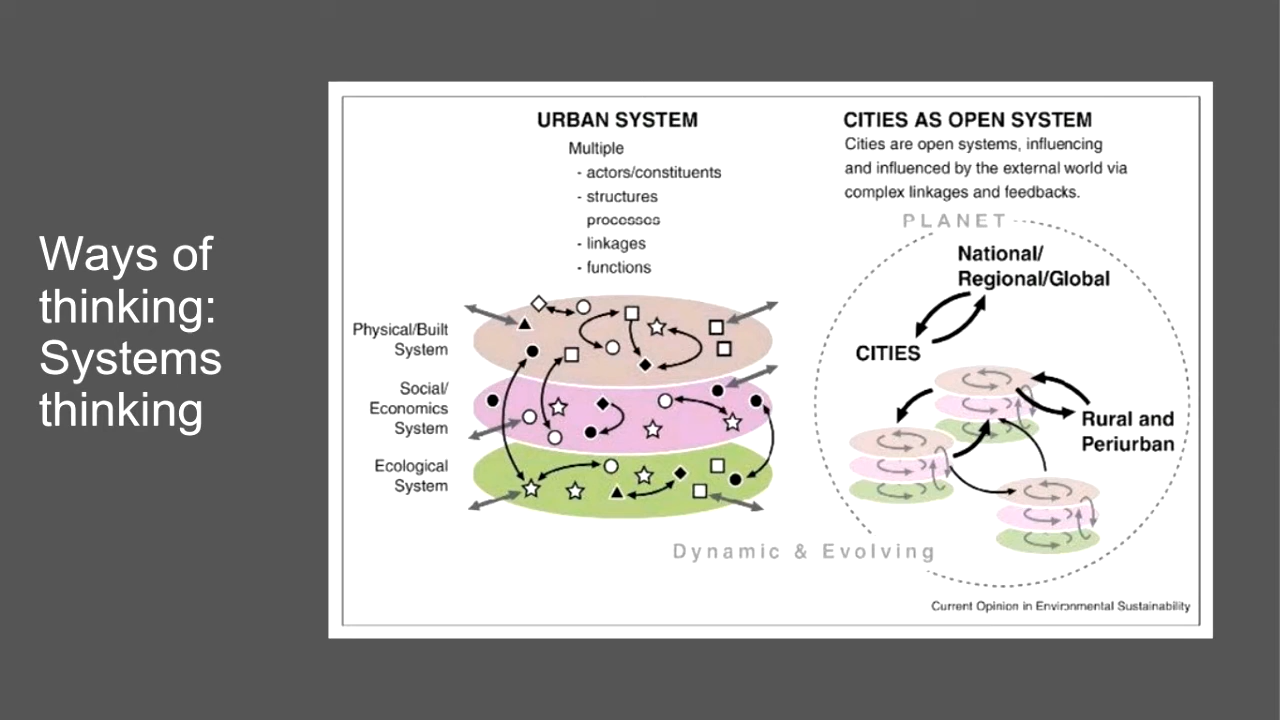 Ways of
thinking:
Systems
thinking
URBAN SYSTEM
Multiple
- actors/constituents
- structures
processes
- linkages
- functions
Physical/Built
System
Social/
Economics
System
Ecological
System
CITIES AS OPEN SYSTEM
Cities are open systems, influencing
and influenced by the external world via
complex linkages and feedbacks.
PLANET
National/
Regional/Global
CITIES
Rural and
Periurban
Dynamic & Evolving
Current Opinion in Environmental Sustainability